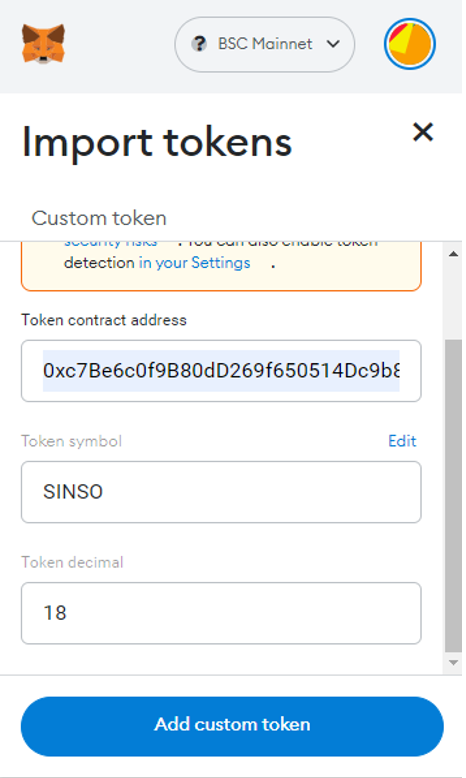 BSC Mainnet
Import tokens
Custom token
security risks . You can also enable token
detection in your Settings .
Token contract address
0xc7Be6c0f9B80dD269f650514Dc9b8
Token symbol
Edit
SINSO
Token decimal
18
Add custom token